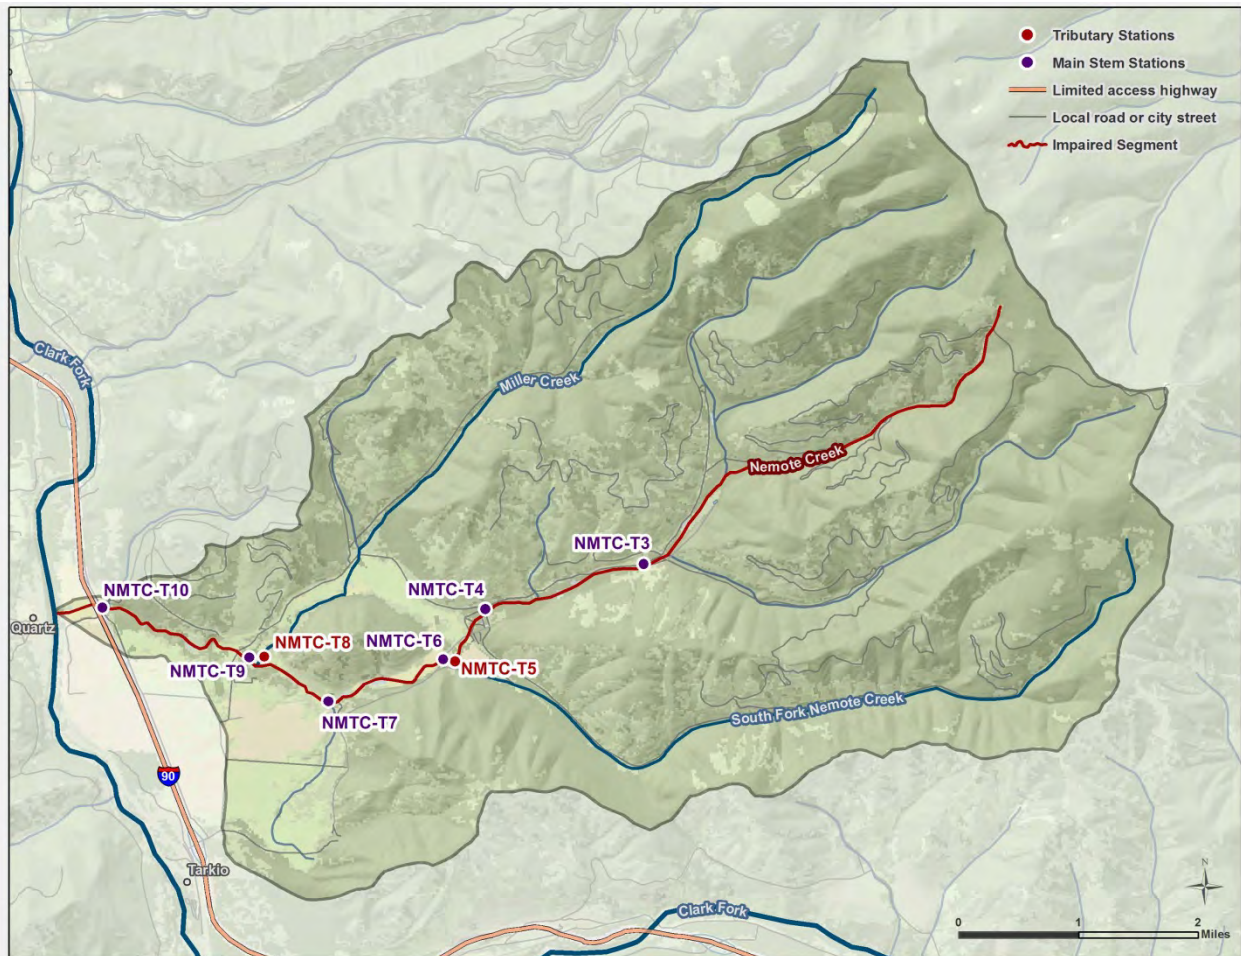 Tributary Stations
Main Stem Stations
Limited access highway
Local road or city street
Impaired Segment
Clark Fork
Miller Creek
Nemote Creek
NMTC-T3
NMTC-T10
NMTC-T4
Quartz
NMTC-T8
NMTC-T6
NMTC-T9
NMTC-T5
NMTC-T7
South Fork Nemote Creek
90
Tarkio
N
Clark Fork
0 1 2
Miles